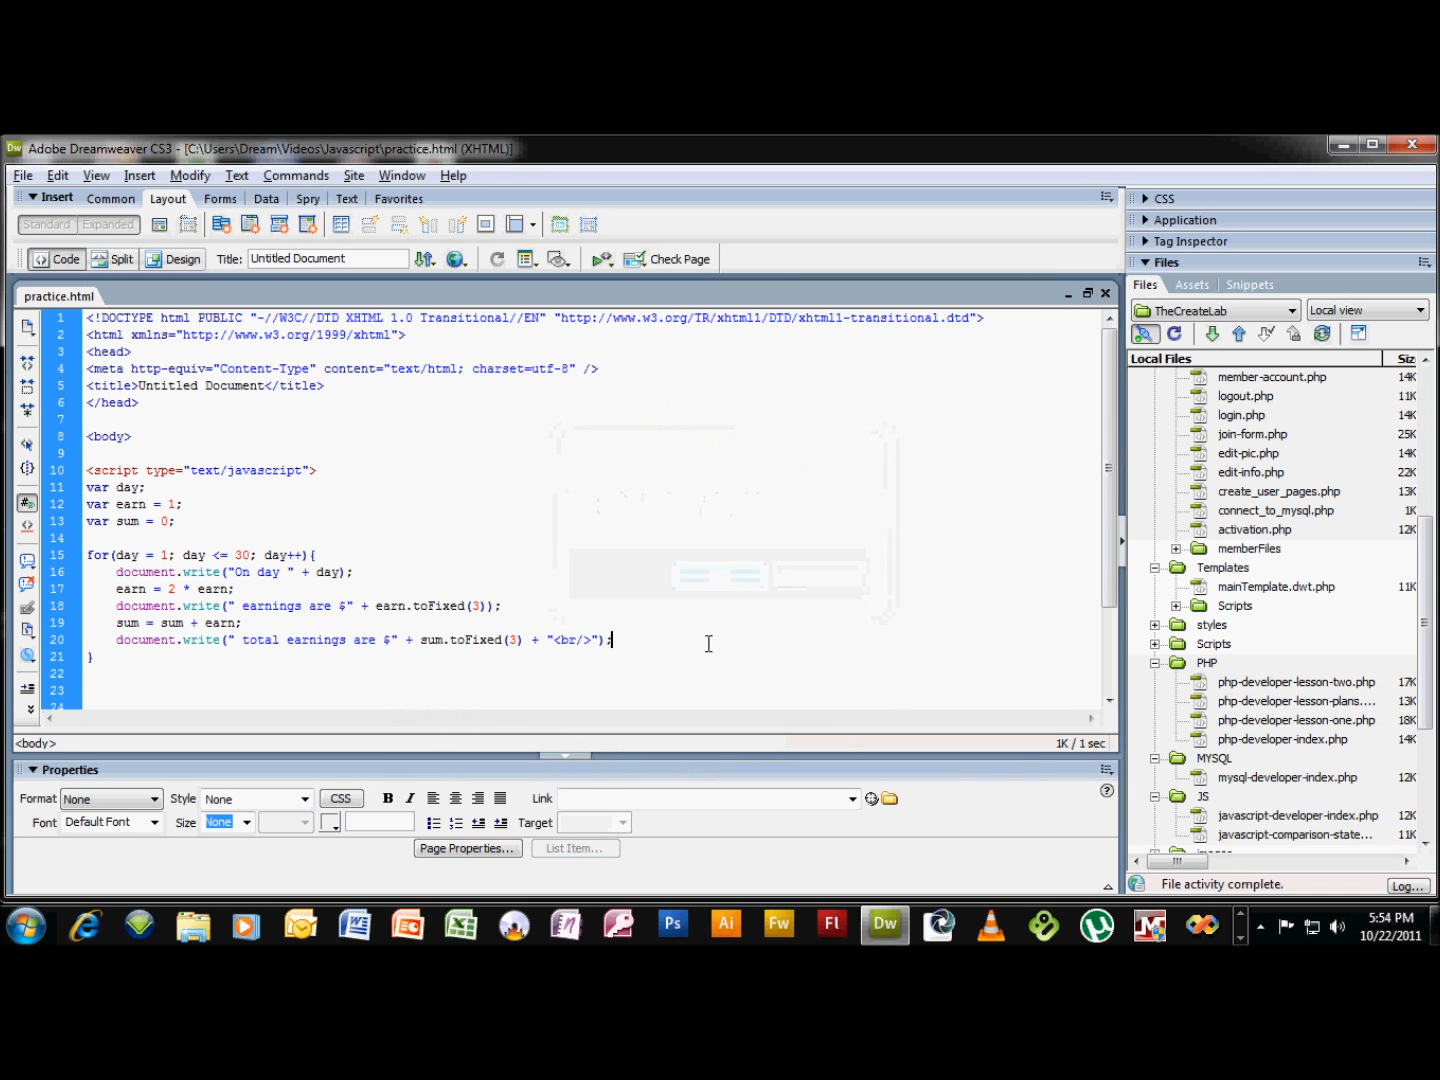 Dw Adobe Dreamweaver CS3 - [C:\Users\Dream\Videos\Javascript\practice.html (XHTML)]
File Edit View Insert Modify Text Commands Site Window Help
Insert Common Layout Forms Data Spry Text Favorites
Standard Expanded
Code Split Design Title: Untitled Document Check Page
practice.html
1 <!DOCTYPE html PUBLIC "-//W3C//DTD XHTML 1.0 Transitional//EN" "http://www.w3.org/TR/xhtml1/DTD/xhtml1-transitional.dtd">
2 <html xmlns="http://www.w3.org/1999/xhtml">
3 <head>
4 <meta http-equiv="Content-Type" content="text/html; charset=utf-8" />
5 <title>Untitled Document</title>
6 </head>
7
8 <body>
9
10 <script type="text/javascript">
11 var day;
12 var earn = 1;
13 var sum = 0;
14
15 for(day = 1; day <= 30; day++){
16 document.write("On day " + day);
17 earn = 2 * earn;
18 document.write(" earnings are $" + earn.toFixed(3));
19 sum = sum + earn;
20 document.write(" total earnings are $" + sum.toFixed(3) + "<br/>");
21 }
22
23
24
<body> 1K / 1 sec
Properties
Format None Style None CSS B I Link
Font Default Font Size None Target
Page Properties... List Item...
CSS
Application
Tag Inspector
Files
Files Assets Snippets
TheCreateLab Local view
Local Files Siz
member-account.php 14K
logout.php 11K
login.php 14K
join-form.php 25K
edit-pic.php 14K
edit-info.php 22K
create_user_pages.php 13K
connect_to_mysql.php 1K
activation.php 12K
memberFiles
Templates
mainTemplate.dwt.php 11K
Scripts
styles
Scripts
PHP
php-developer-lesson-two.php 17K
php-developer-lesson-plans.... 13K
php-developer-lesson-one.php 18K
php-developer-index.php 14K
MYSQL
mysql-developer-index.php 12K
JS
javascript-developer-index.php 12K
javascript-comparison-state... 11K
File activity complete. Log...
Ps Ai Fw Fl Dw
5:54 PM
10/22/2011